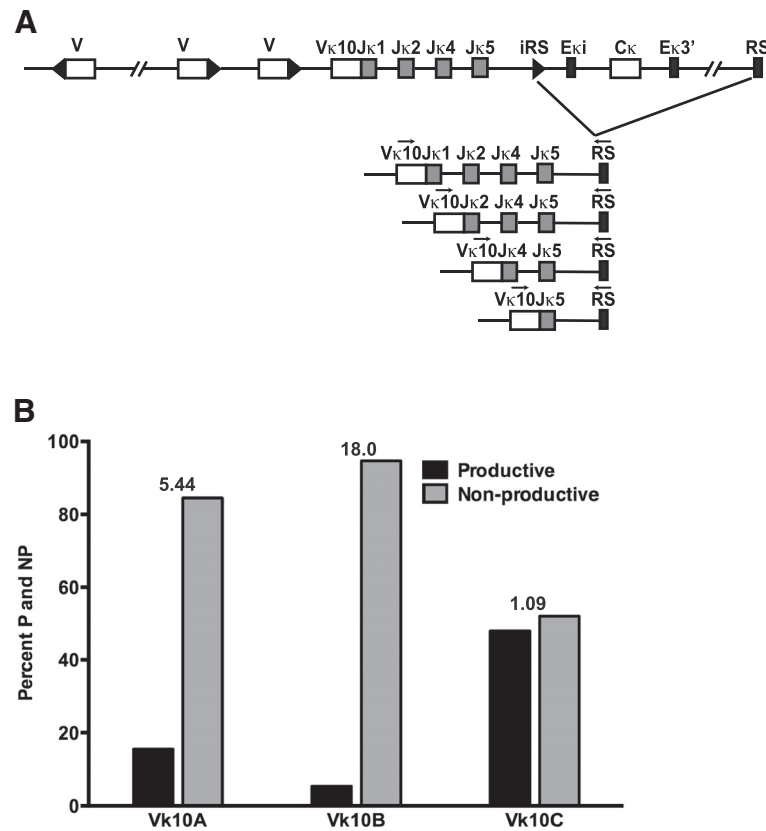 A
V V V Vκ10Jκ1 Jκ2 Jκ4 Jκ5 iRS Eκi Cκ Eκ3' RS
Vκ10Jκ1 Jκ2 Jκ4 Jκ5 RS
Vκ10Jκ2 Jκ4 Jκ5 RS
Vκ10Jκ4 Jκ5 RS
Vκ10Jκ5 RS
B
Percent P and NP
100
80
60
40
20
0
5.44
18.0
1.09
Productive
Non-productive
Vk10A Vk10B Vk10C